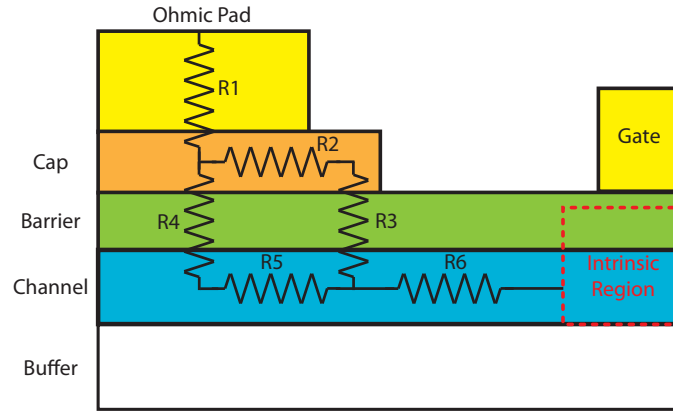 Ohmic Pad
R1
Gate
Cap
R2
Barrier
R4
R3
Channel
R5
R6
Intrinsic
Region
Buffer